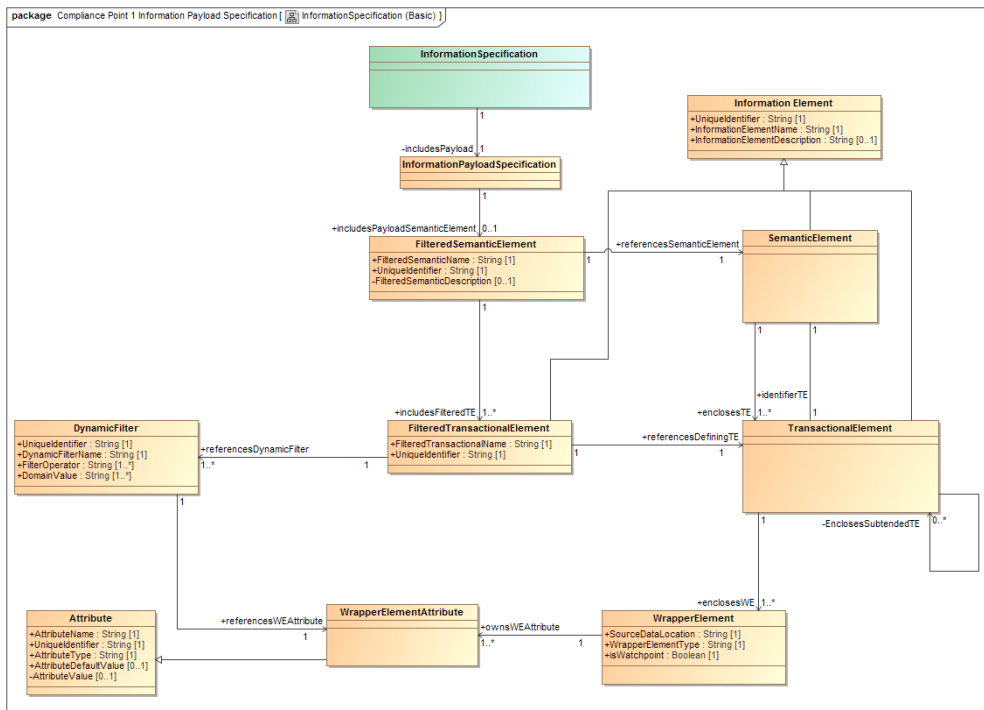 package Compliance Point 1 Information Payload Specification [ InformationSpecification (Basic) ]
InformationSpecification
1
-includesPayload
1
InformationPayloadSpecification
1
+includesPayloadSemanticElement
0..1
Information Element
+UniqueIdentifier : String [1]
+InformationElementName : String [1]
+InformationElementDescription : String [0..1]
FilteredSemanticElement
+FilteredSemanticName : String [1]
+UniqueIdentifier : String [1]
-FilteredSemanticDescription [0..1]
1
+referencesSemanticElement
1
SemanticElement
1
1
1
+includesFilteredTE
1..*
+identifierTE
+enclosesTE
1..*
1
DynamicFilter
+UniqueIdentifier : String [1]
+DynamicFilterName : String [1]
+FilterOperator : String [1..*]
+DomainValue : String [1..*]
+referencesDynamicFilter
1..*
1
FilteredTransactionalElement
+FilteredTransactionalName : String [1]
+UniqueIdentifier : String [1]
+referencesDefiningTE
1
1
TransactionalElement
1
1
-EnclosesSubtendedTE
0..*
+enclosesWE
1..*
Attribute
+AttributeName : String [1]
+UniqueIdentifier : String [1]
+AttributeType : String [1]
+AttributeDefaultValue [0..1]
-AttributeValue [0..1]
+referencesWEAttribute
1
WrapperElementAttribute
+ownsWEAttribute
1..*
1
WrapperElement
+SourceDataLocation : String [1]
+WrapperElementType : String [1]
+isWatchpoint : Boolean [1]